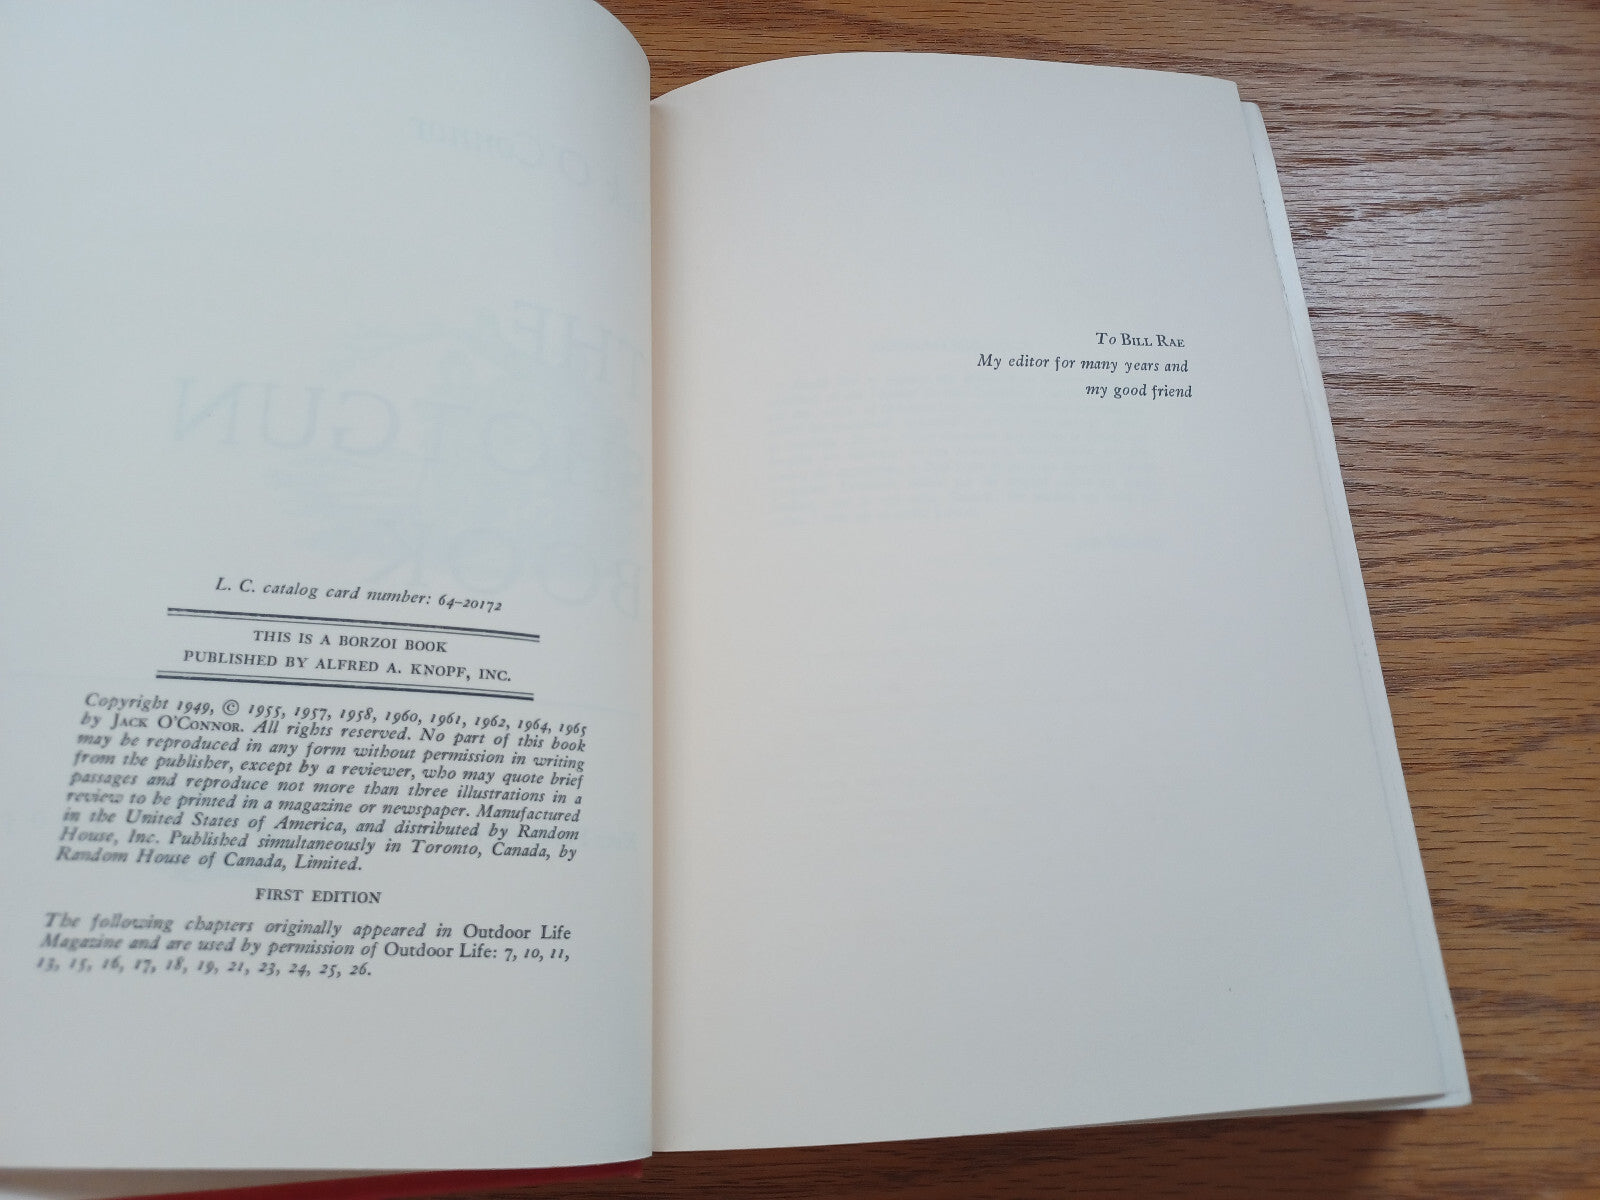 L. C. catalog card number: 64-20172
THIS IS A BORZOI BOOK
PUBLISHED BY ALFRED A. KNOPF, INC.
Copyright 1949, © 1955, 1957, 1958, 1960, 1961, 1962, 1964, 1965
by JACK O'CONNOR. All rights reserved. No part of this book
may be reproduced in any form without permission in writing
from the publisher, except by a reviewer, who may quote brief
passages and reproduce not more than three illustrations in a
review to be printed in a magazine or newspaper. Manufactured
in the United States of America, and distributed by Random
House, Inc. Published simultaneously in Toronto, Canada, by
Random House of Canada, Limited.
FIRST EDITION
The following chapters originally appeared in Outdoor Life
Magazine and are used by permission of Outdoor Life: 7, 10, 11,
13, 15, 16, 17, 18, 19, 21, 23, 24, 25, 26.
To BILL RAE
My editor for many years and
my good friend